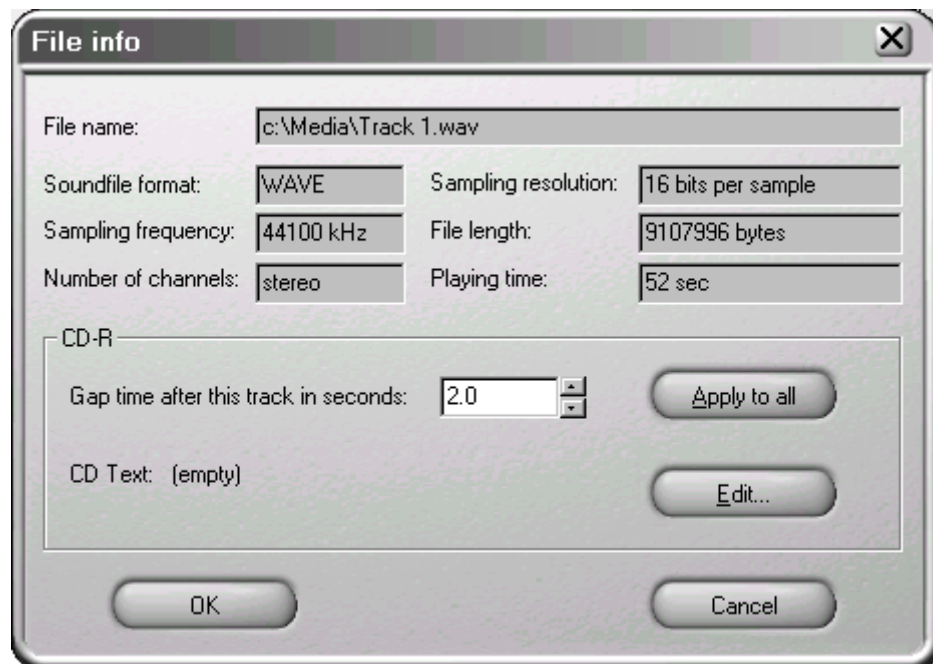 File info
File name: c:\Media\Track 1.wav
Soundfile format: WAVE Sampling resolution: 16 bits per sample
Sampling frequency: 44100 kHz File length: 9107996 bytes
Number of channels: stereo Playing time: 52 sec
CD-R
Gap time after this track in seconds: 2.0 Apply to all
CD Text: (empty)
Edit...
OK Cancel